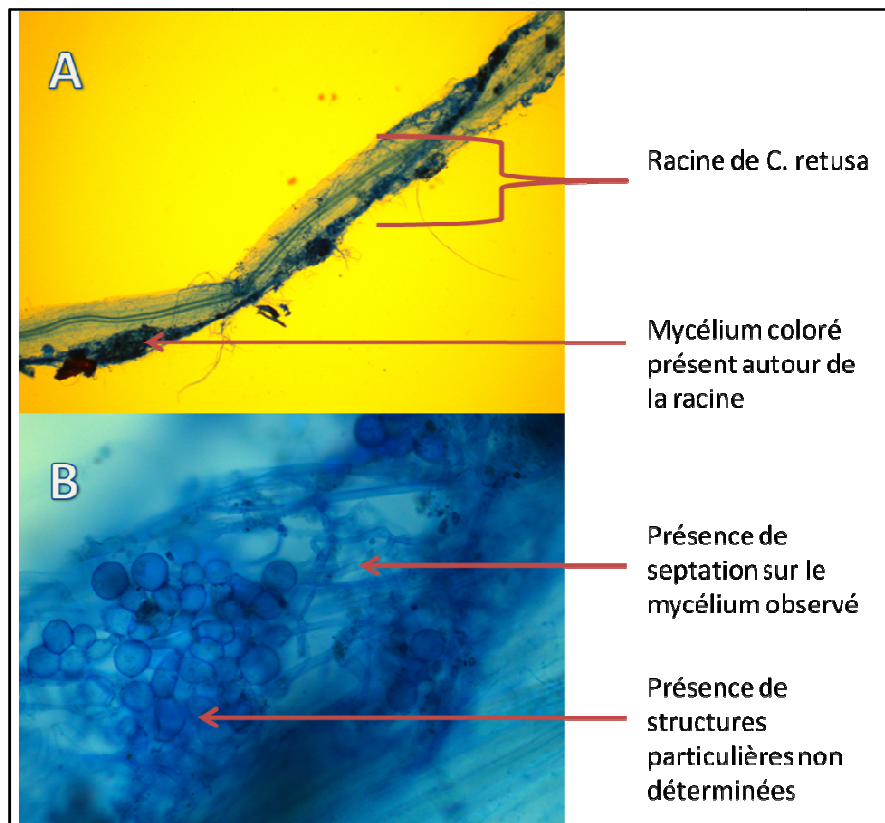 A
Racine de C. retusa
Mycélium coloré
présent autour de
la racine
B
Présence de
septation sur le
mycélium observé
Présence de
structures
particulières non
déterminées